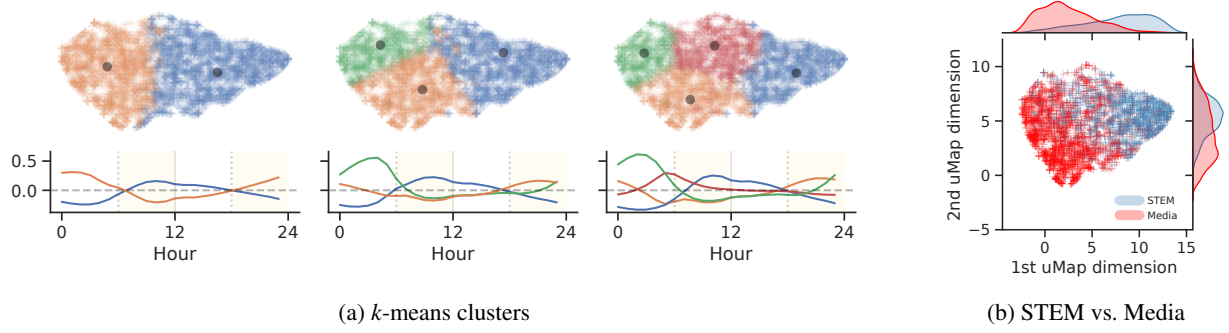 0.5
0.0
0
12
24
Hour
0
12
24
Hour
0
12
24
Hour
(a) k-means clusters
2nd uMap dimension
10
5
0
−5
STEM
Media
0
5
10
15
1st uMap dimension
(b) STEM vs. Media